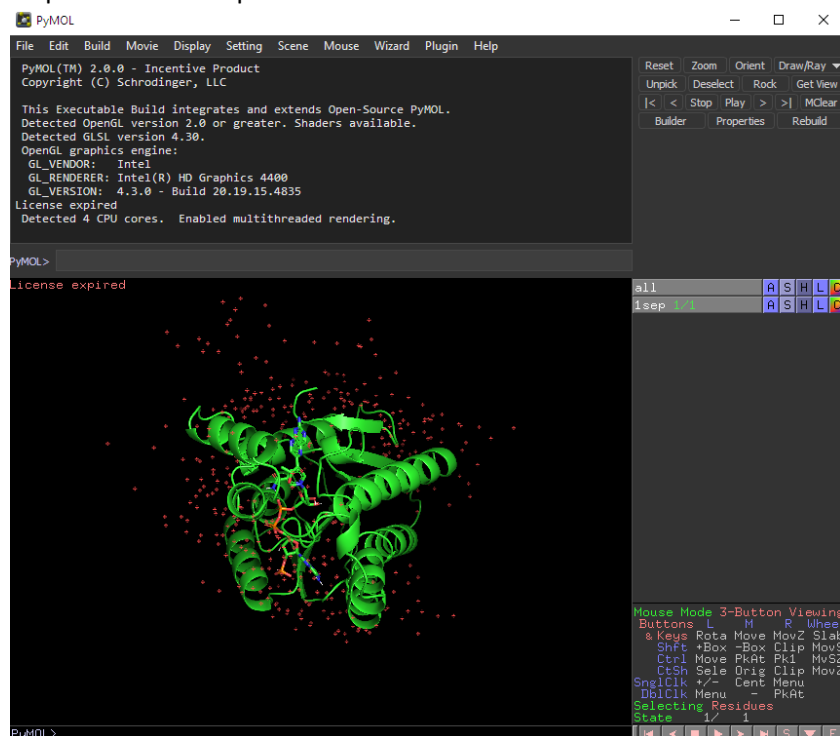 PyMOL
File Edit Build Movie Display Setting Scene Mouse Wizard Plugin Help
PyMOL(TM) 2.0.0 - Incentive Product
Copyright (C) Schrodinger, LLC
This Executable Build integrates and extends Open-Source PyMOL.
Detected OpenGL version 2.0 or greater. Shaders available.
Detected GLSL version 4.30.
OpenGL graphics engine:
GL_VENDOR: Intel
GL_RENDERER: Intel(R) HD Graphics 4400
GL_VERSION: 4.3.0 - Build 20.19.15.4835
License expired
Detected 4 CPU cores. Enabled multithreaded rendering.
PyMOL>
Reset Zoom Orient Draw/Ray
Unpick Deselect Rock Get View
|< < Stop Play > >| MClear
Builder Properties Rebuild
License expired
all A S H L C
1sep 1/1 A S H L C
Mouse Mode 3-Button Viewing
Buttons L M R Whee
& Keys Rota Move MovZ Slab
Shft +Box -Box Clip MovS
Ctrl Move PkAt Pk1 MvSZ
CtSh Sele Orig Clip MovZ
SnglClk +/- Cent Menu
DblClk Menu - PkAt
Selecting Residues
State 1/ 1
PyMOL>
S F